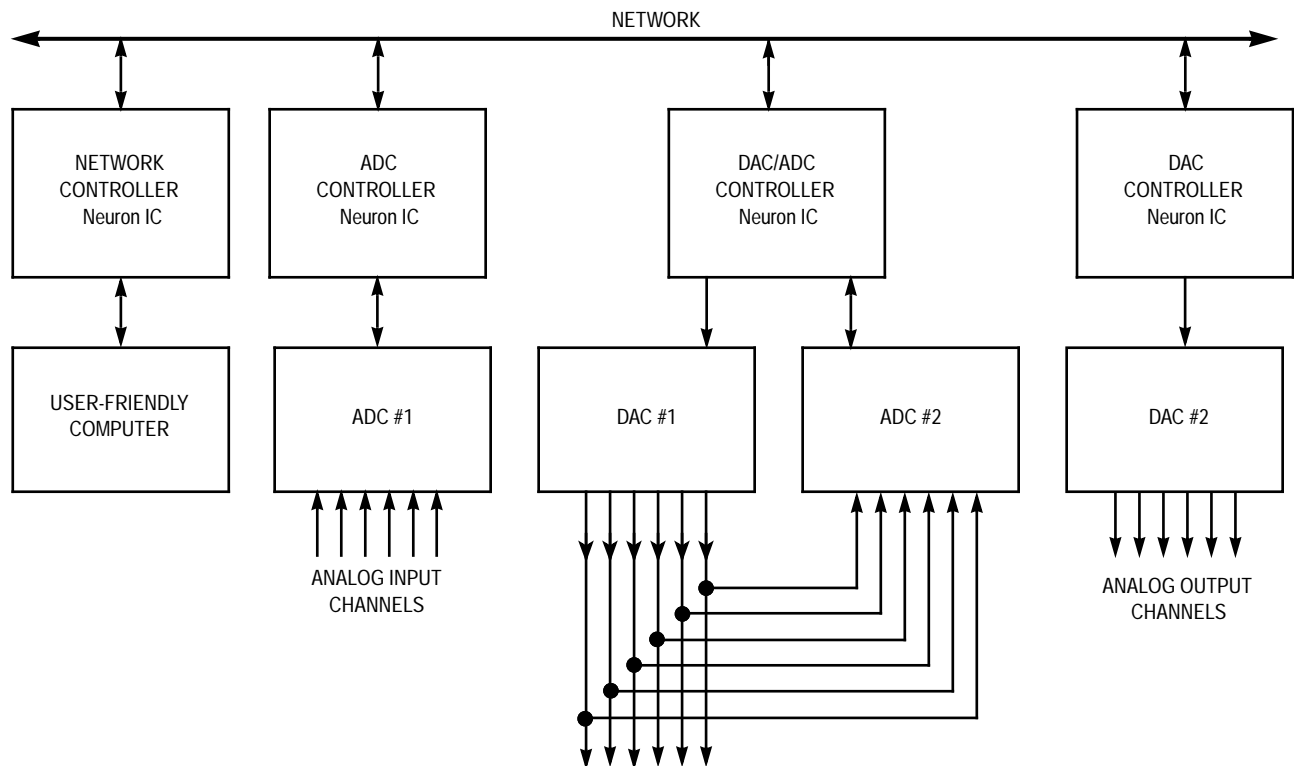 NETWORK
NETWORK
CONTROLLER
Neuron IC
ADC
CONTROLLER
Neuron IC
DAC/ADC
CONTROLLER
Neuron IC
DAC
CONTROLLER
Neuron IC
USER-FRIENDLY
COMPUTER
ADC #1
DAC #1
ADC #2
DAC #2
ANALOG INPUT
CHANNELS
ANALOG OUTPUT
CHANNELS